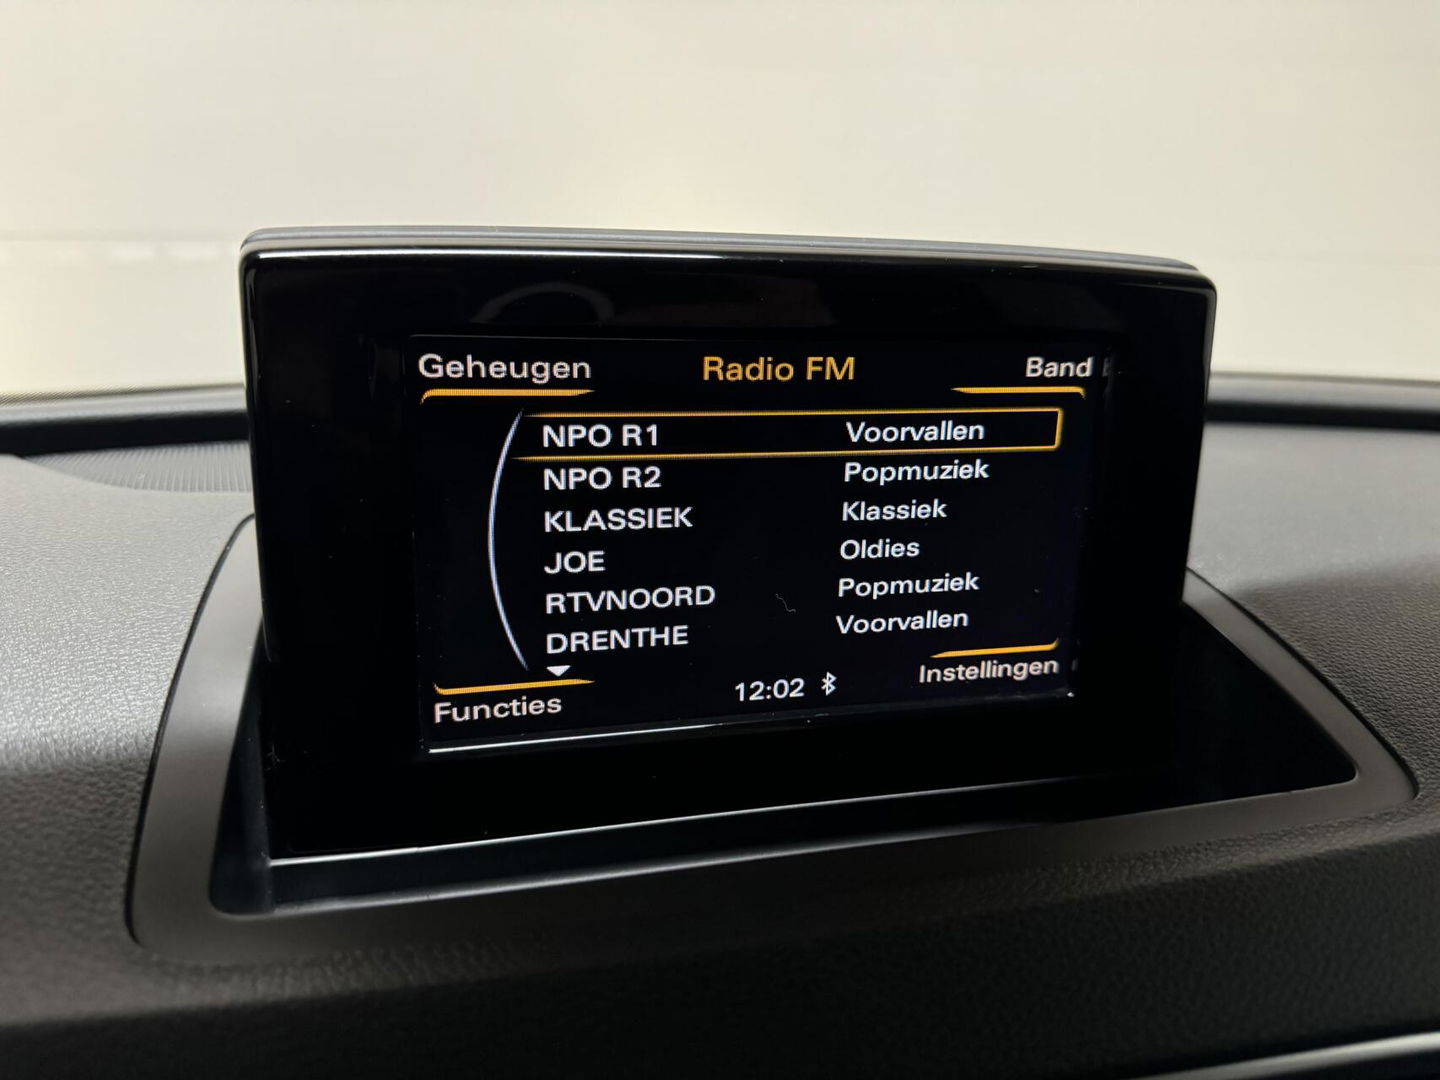 Geheugen Radio FM Band
NPO R1 Voorvallen
NPO R2 Popmuziek
KLASSIEK Klassiek
JOE Oldies
RTVNOORD Popmuziek
DRENTHE Voorvallen
Functies 12:02 Instellingen